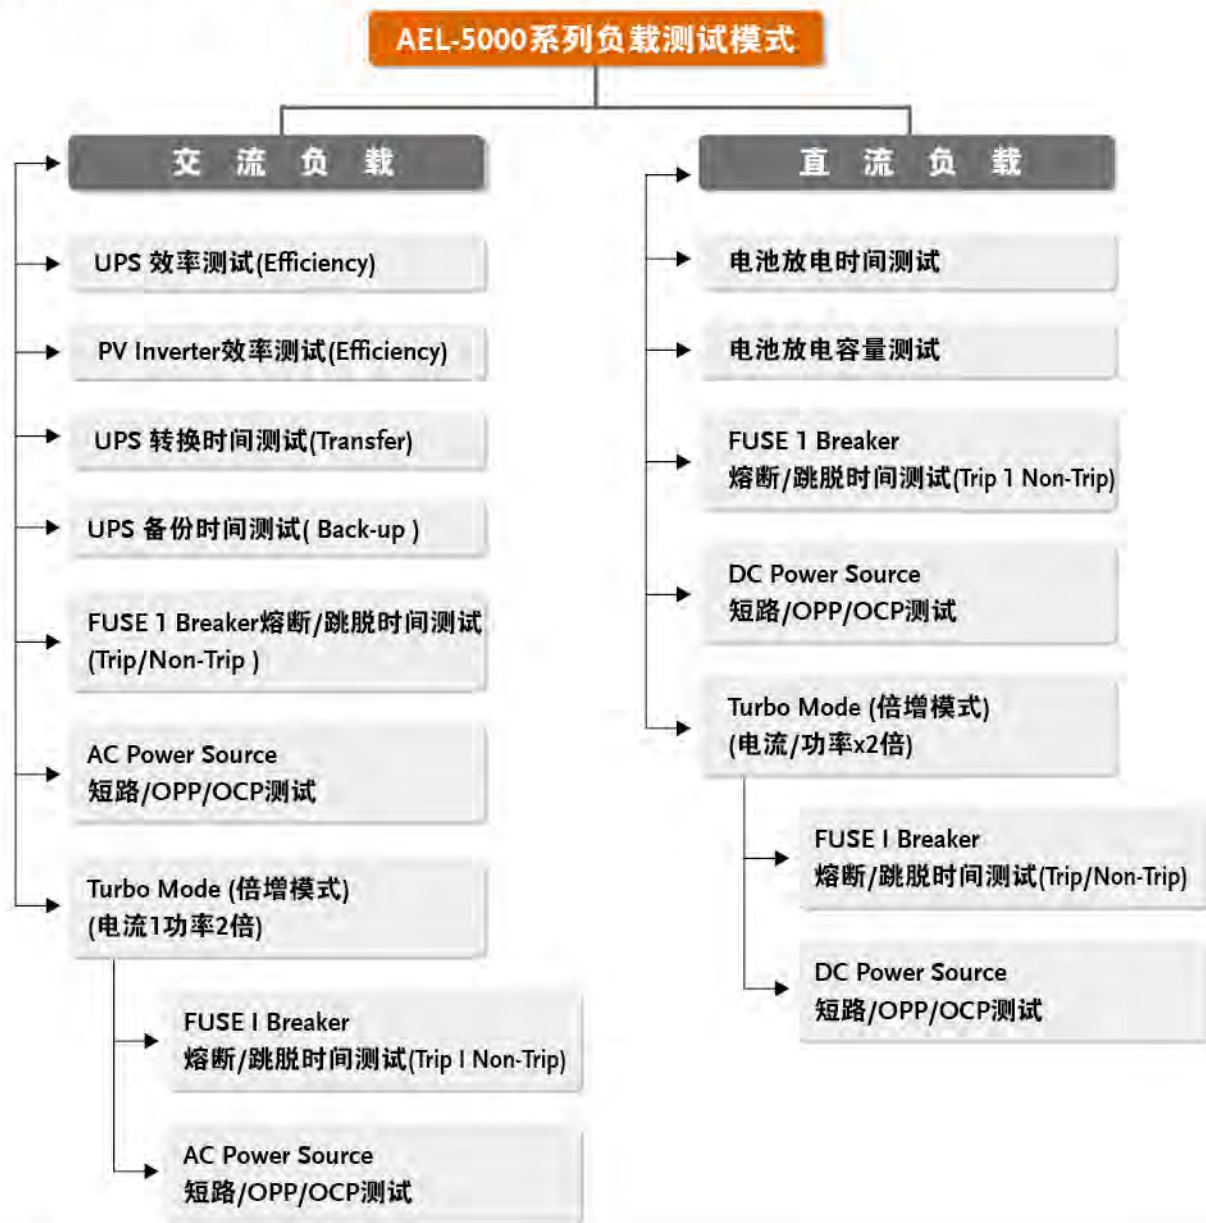 AEL-5000系列负载测试模式
交流负载
UPS 效率测试(Efficiency)
PV Inverter效率测试(Efficiency)
UPS 转换时间测试(Transfer)
UPS 备份时间测试( Back-up )
FUSE 1 Breaker熔断/跳脱时间测试
(Trip/Non-Trip )
AC Power Source
短路/OPP/OCP测试
Turbo Mode (倍增模式)
(电流1功率2倍)
FUSE I Breaker
熔断/跳脱时间测试(Trip I Non-Trip)
AC Power Source
短路/OPP/OCP测试
直流负载
电池放电时间测试
电池放电容量测试
FUSE 1 Breaker
熔断/跳脱时间测试(Trip 1 Non-Trip)
DC Power Source
短路/OPP/OCP测试
Turbo Mode (倍增模式)
(电流/功率x2倍)
FUSE I Breaker
熔断/跳脱时间测试(Trip/Non-Trip)
DC Power Source
短路/OPP/OCP测试